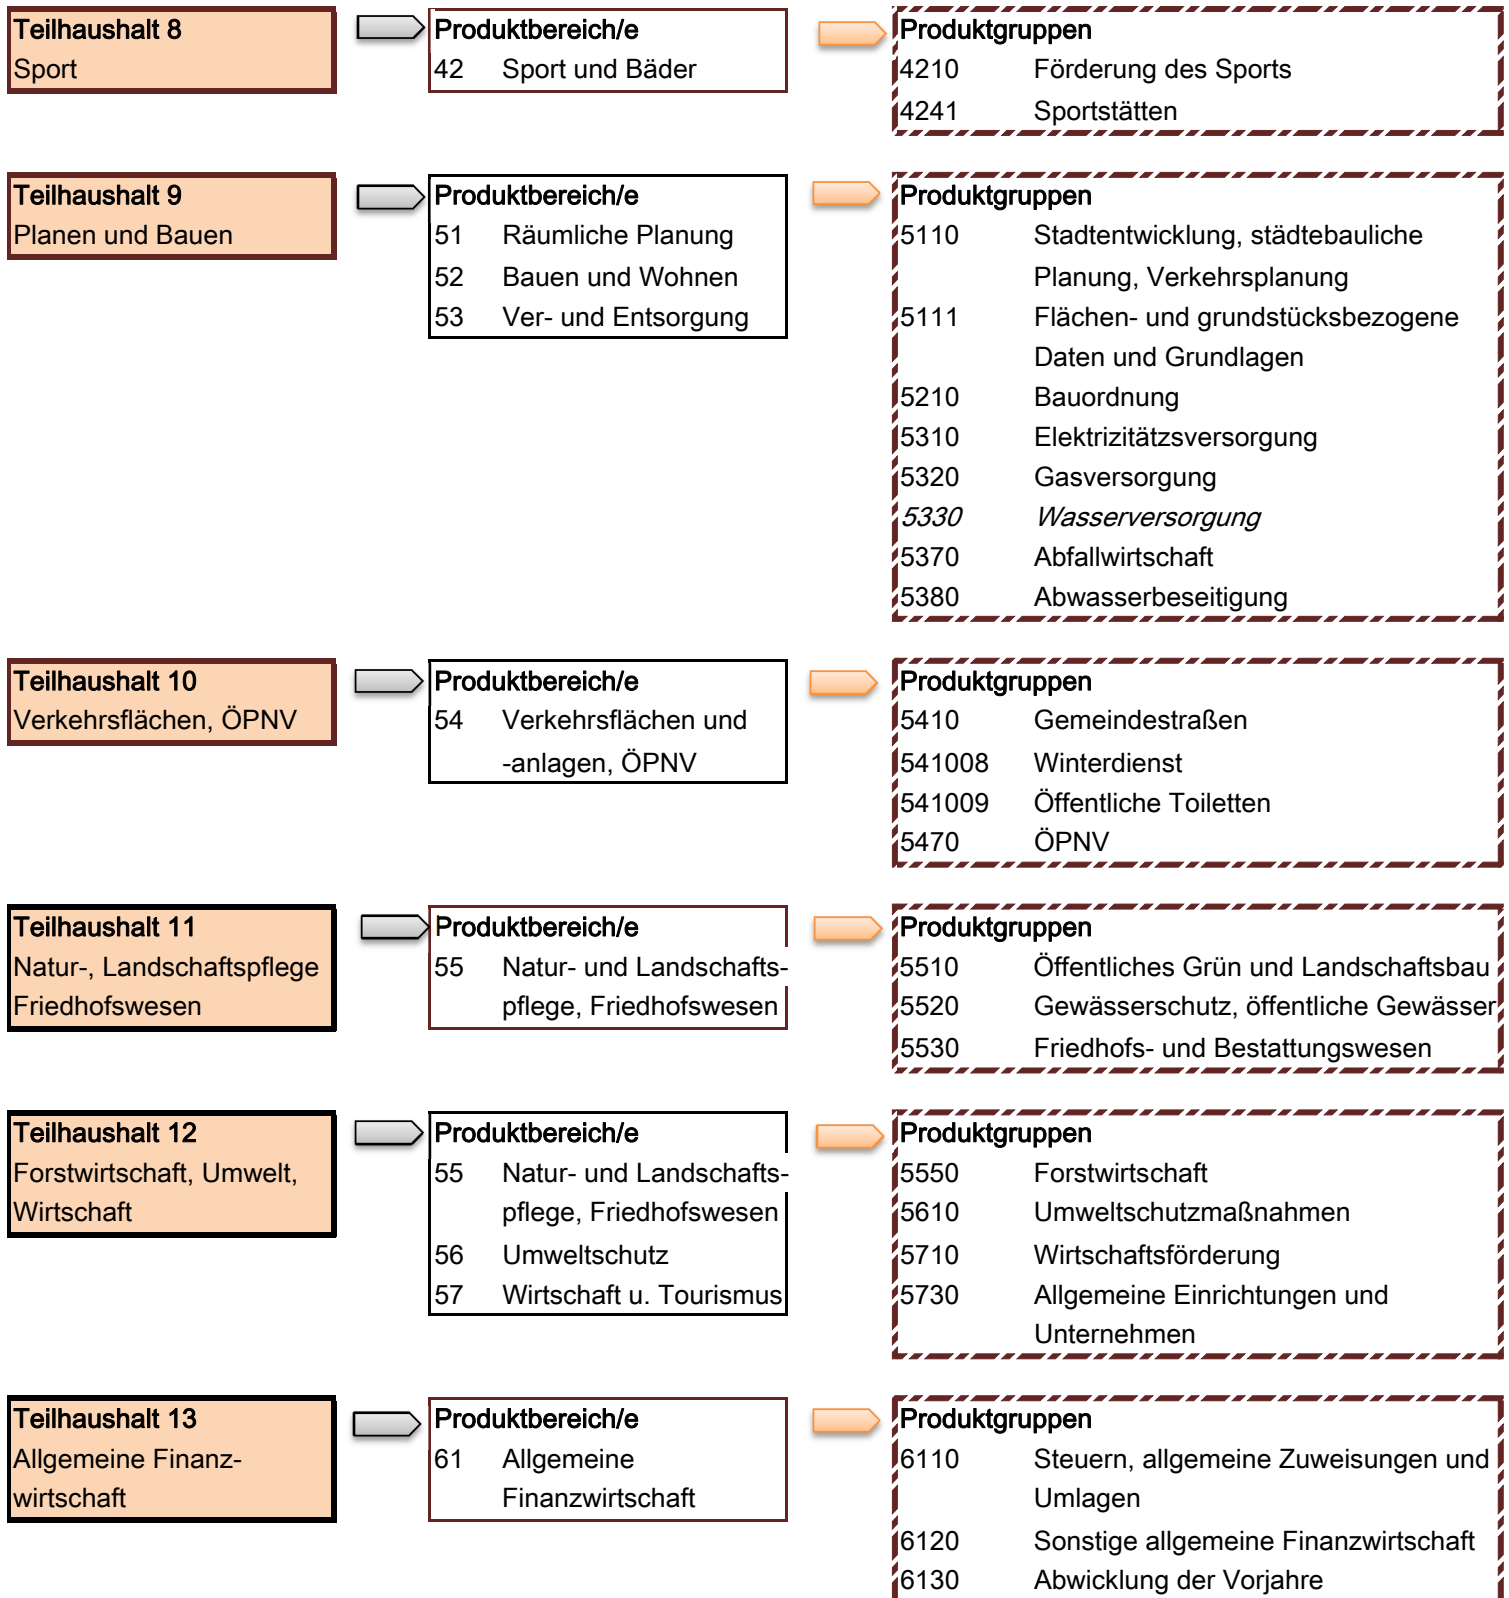 Teilhaushalt 8
Sport
Produktbereich/e
42 Sport und Bäder
Produktgruppen
4210 Förderung des Sports
4241 Sportstätten
Teilhaushalt 9
Planen und Bauen
Produktbereich/e
51 Räumliche Planung
52 Bauen und Wohnen
53 Ver- und Entsorgung
Produktgruppen
5110 Stadtentwicklung, städtebauliche
Planung, Verkehrsplanung
5111 Flächen- und grundstücksbezogene
Daten und Grundlagen
5210 Bauordnung
5310 Elektrizitätzsversorgung
5320 Gasversorgung
5330 Wasserversorgung
5370 Abfallwirtschaft
5380 Abwasserbeseitigung
Teilhaushalt 10
Verkehrsflächen, ÖPNV
Produktbereich/e
54 Verkehrsflächen und
-anlagen, ÖPNV
Produktgruppen
5410 Gemeindestraßen
541008 Winterdienst
541009 Öffentliche Toiletten
5470 ÖPNV
Teilhaushalt 11
Natur-, Landschaftspflege
Friedhofswesen
Produktbereich/e
55 Natur- und Landschafts-
pflege, Friedhofswesen
Produktgruppen
5510 Öffentliches Grün und Landschaftsbau
5520 Gewässerschutz, öffentliche Gewässer
5530 Friedhofs- und Bestattungswesen
Teilhaushalt 12
Forstwirtschaft, Umwelt,
Wirtschaft
Produktbereich/e
55 Natur- und Landschafts-
pflege, Friedhofswesen
56 Umweltschutz
57 Wirtschaft u. Tourismus
Produktgruppen
5550 Forstwirtschaft
5610 Umweltschutzmaßnahmen
5710 Wirtschaftsförderung
5730 Allgemeine Einrichtungen und
Unternehmen
Teilhaushalt 13
Allgemeine Finanz-
wirtschaft
Produktbereich/e
61 Allgemeine
Finanzwirtschaft
Produktgruppen
6110 Steuern, allgemeine Zuweisungen und
Umlagen
6120 Sonstige allgemeine Finanzwirtschaft
6130 Abwicklung der Vorjahre